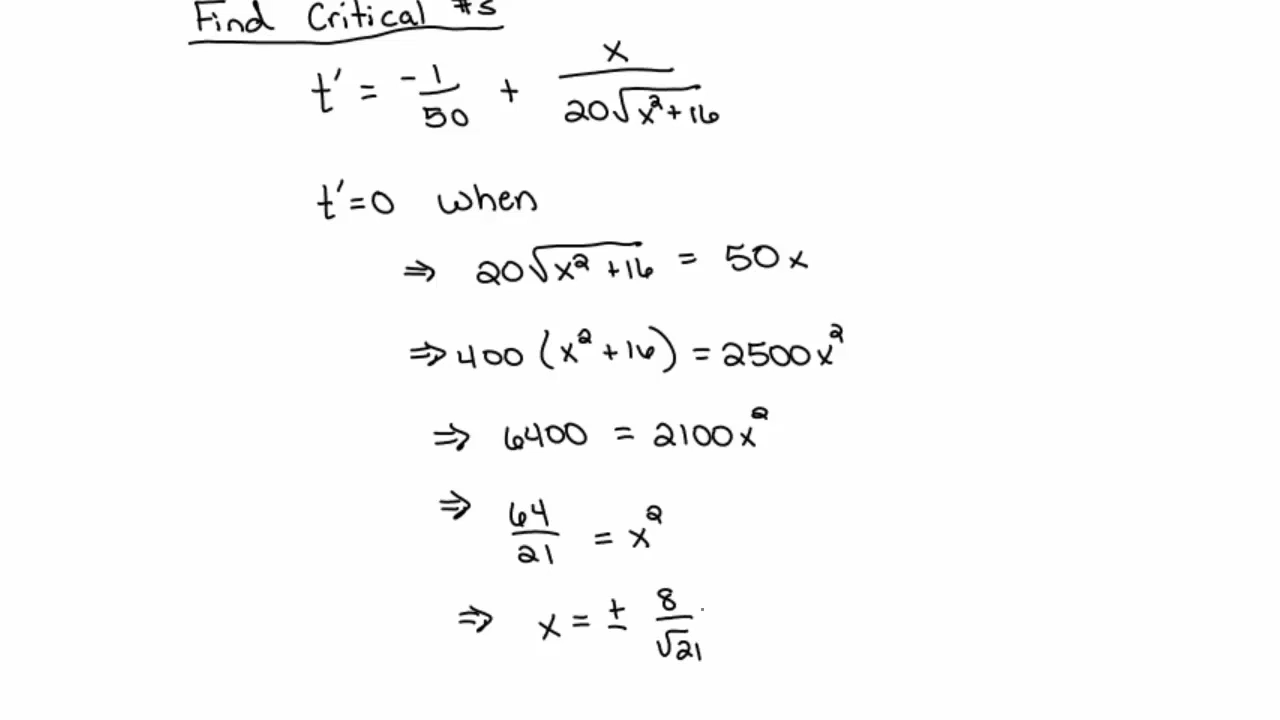 Find Critical #s
t' = -1/50 + x/(20√(x²+16))
t'=0 when
⇒ 20√(x²+16) = 50x
⇒ 400 (x²+16) = 2500x²
⇒ 6400 = 2100x²
⇒ 64/21 = x²
⇒ x = ± 8/√21